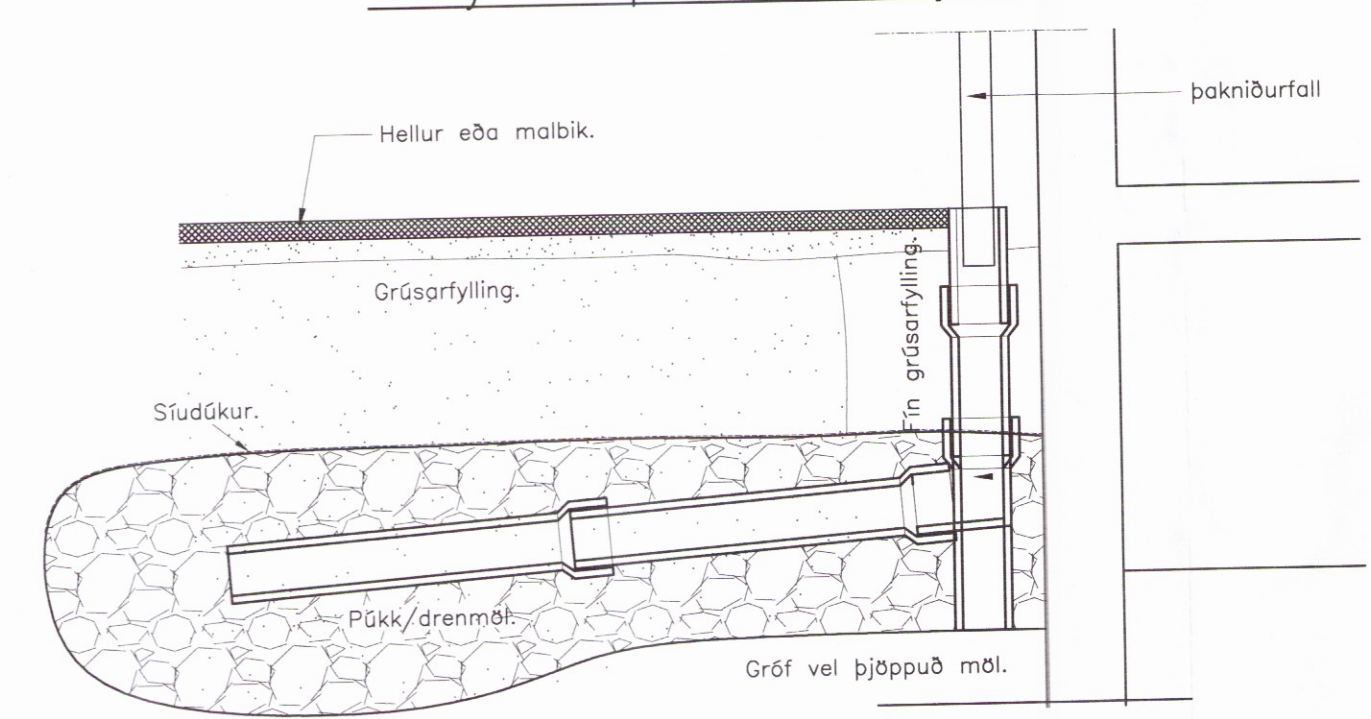 þakniðurfall
Hellur eða malbik.
Grúsarfylling.
Fín grúsarfylling.
Síudúkur.
Púkk/drenmöl.
Gróf vel þjöppuð möl.